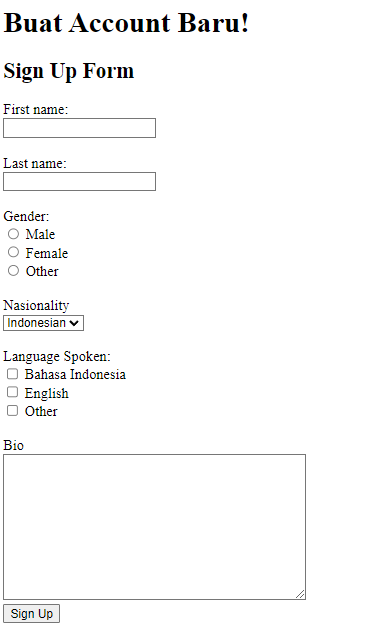 Buat Account Baru!
Sign Up Form
First name:
Last name:
Gender:
Male
Female
Other
Nasionality
Indonesian
Language Spoken:
Bahasa Indonesia
English
Other
Bio
Sign Up